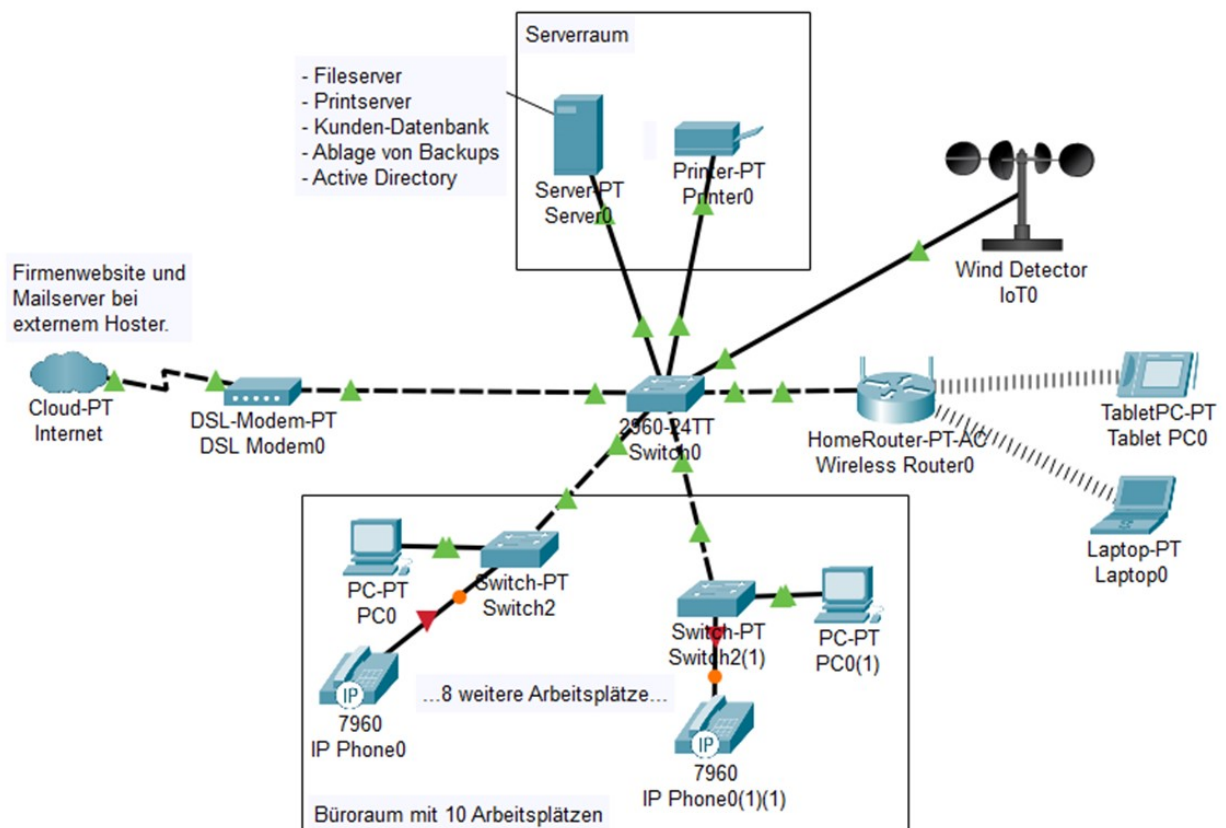 Serverraum
- Fileserver
- Printserver
- Kunden-Datenbank
- Ablage von Backups
- Active Directory
Server-PT
Server0
Printer-PT
Printer0
Wind Detector
IoT0
Firmenwebsite und
Mailserver bei
externem Hoster.
Cloud-PT
Internet
DSL-Modem-PT
DSL Modem0
2960-24TT
Switch0
HomeRouter-PT-AC
Wireless Router0
TabletPC-PT
Tablet PC0
Laptop-PT
Laptop0
PC-PT
PC0
Switch-PT
Switch2
Switch-PT
Switch2(1)
PC-PT
PC0(1)
IP
7960
IP Phone0
...8 weitere Arbeitsplätze...
IP
7960
IP Phone0(1)(1)
Büroraum mit 10 Arbeitsplätzen